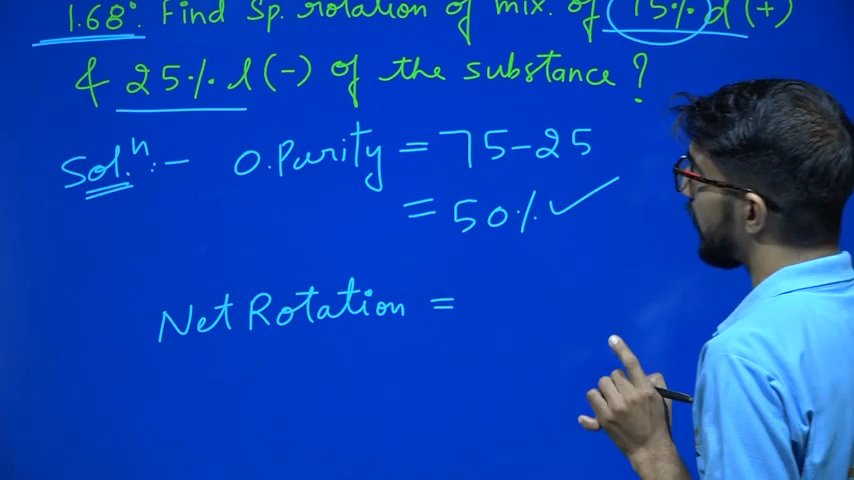 1.68°. Find Sp. rotation of mix. of 75% d (+)
& 25% l (-) of the substance ?
Solⁿ:- O.Purity = 75-25
= 50% ✓
Net Rotation =